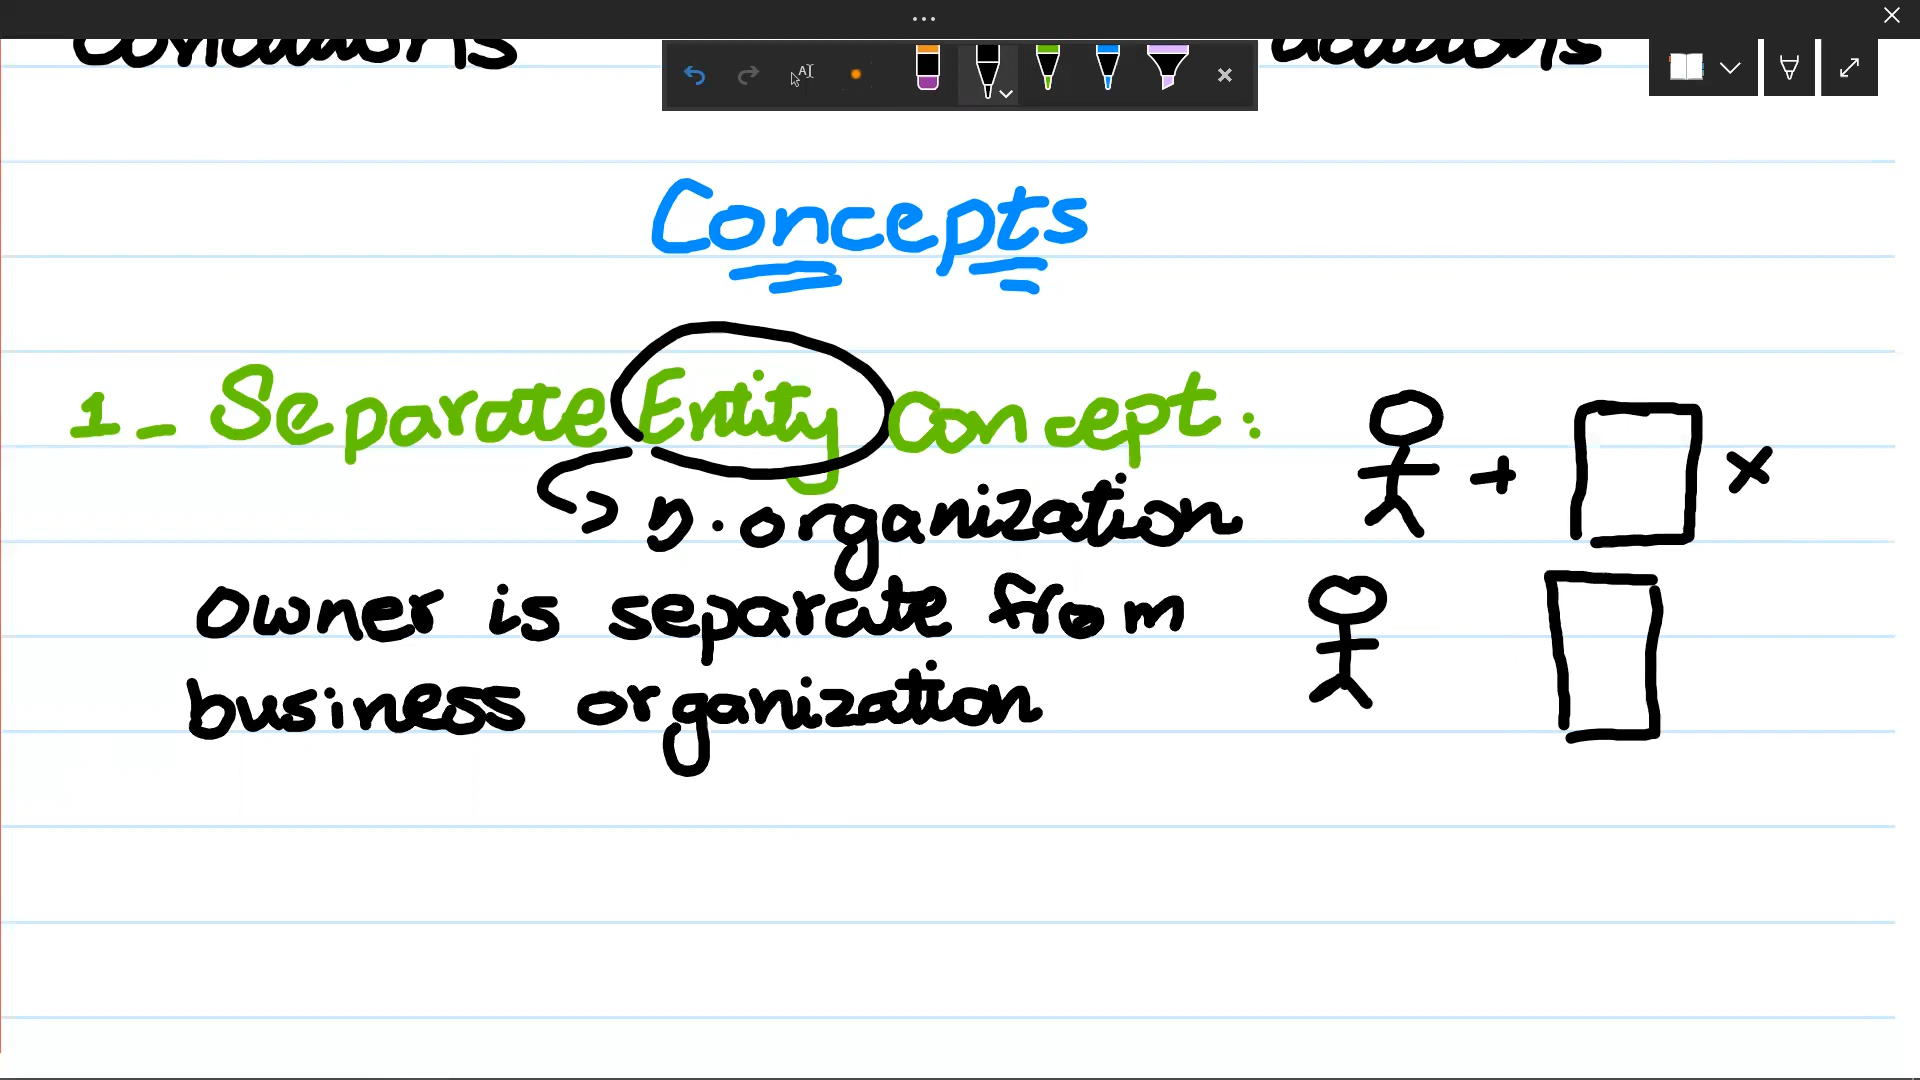 Concepts
1- Separate Entity Concept:
+ x
b. organization
owner is separate from
business organization